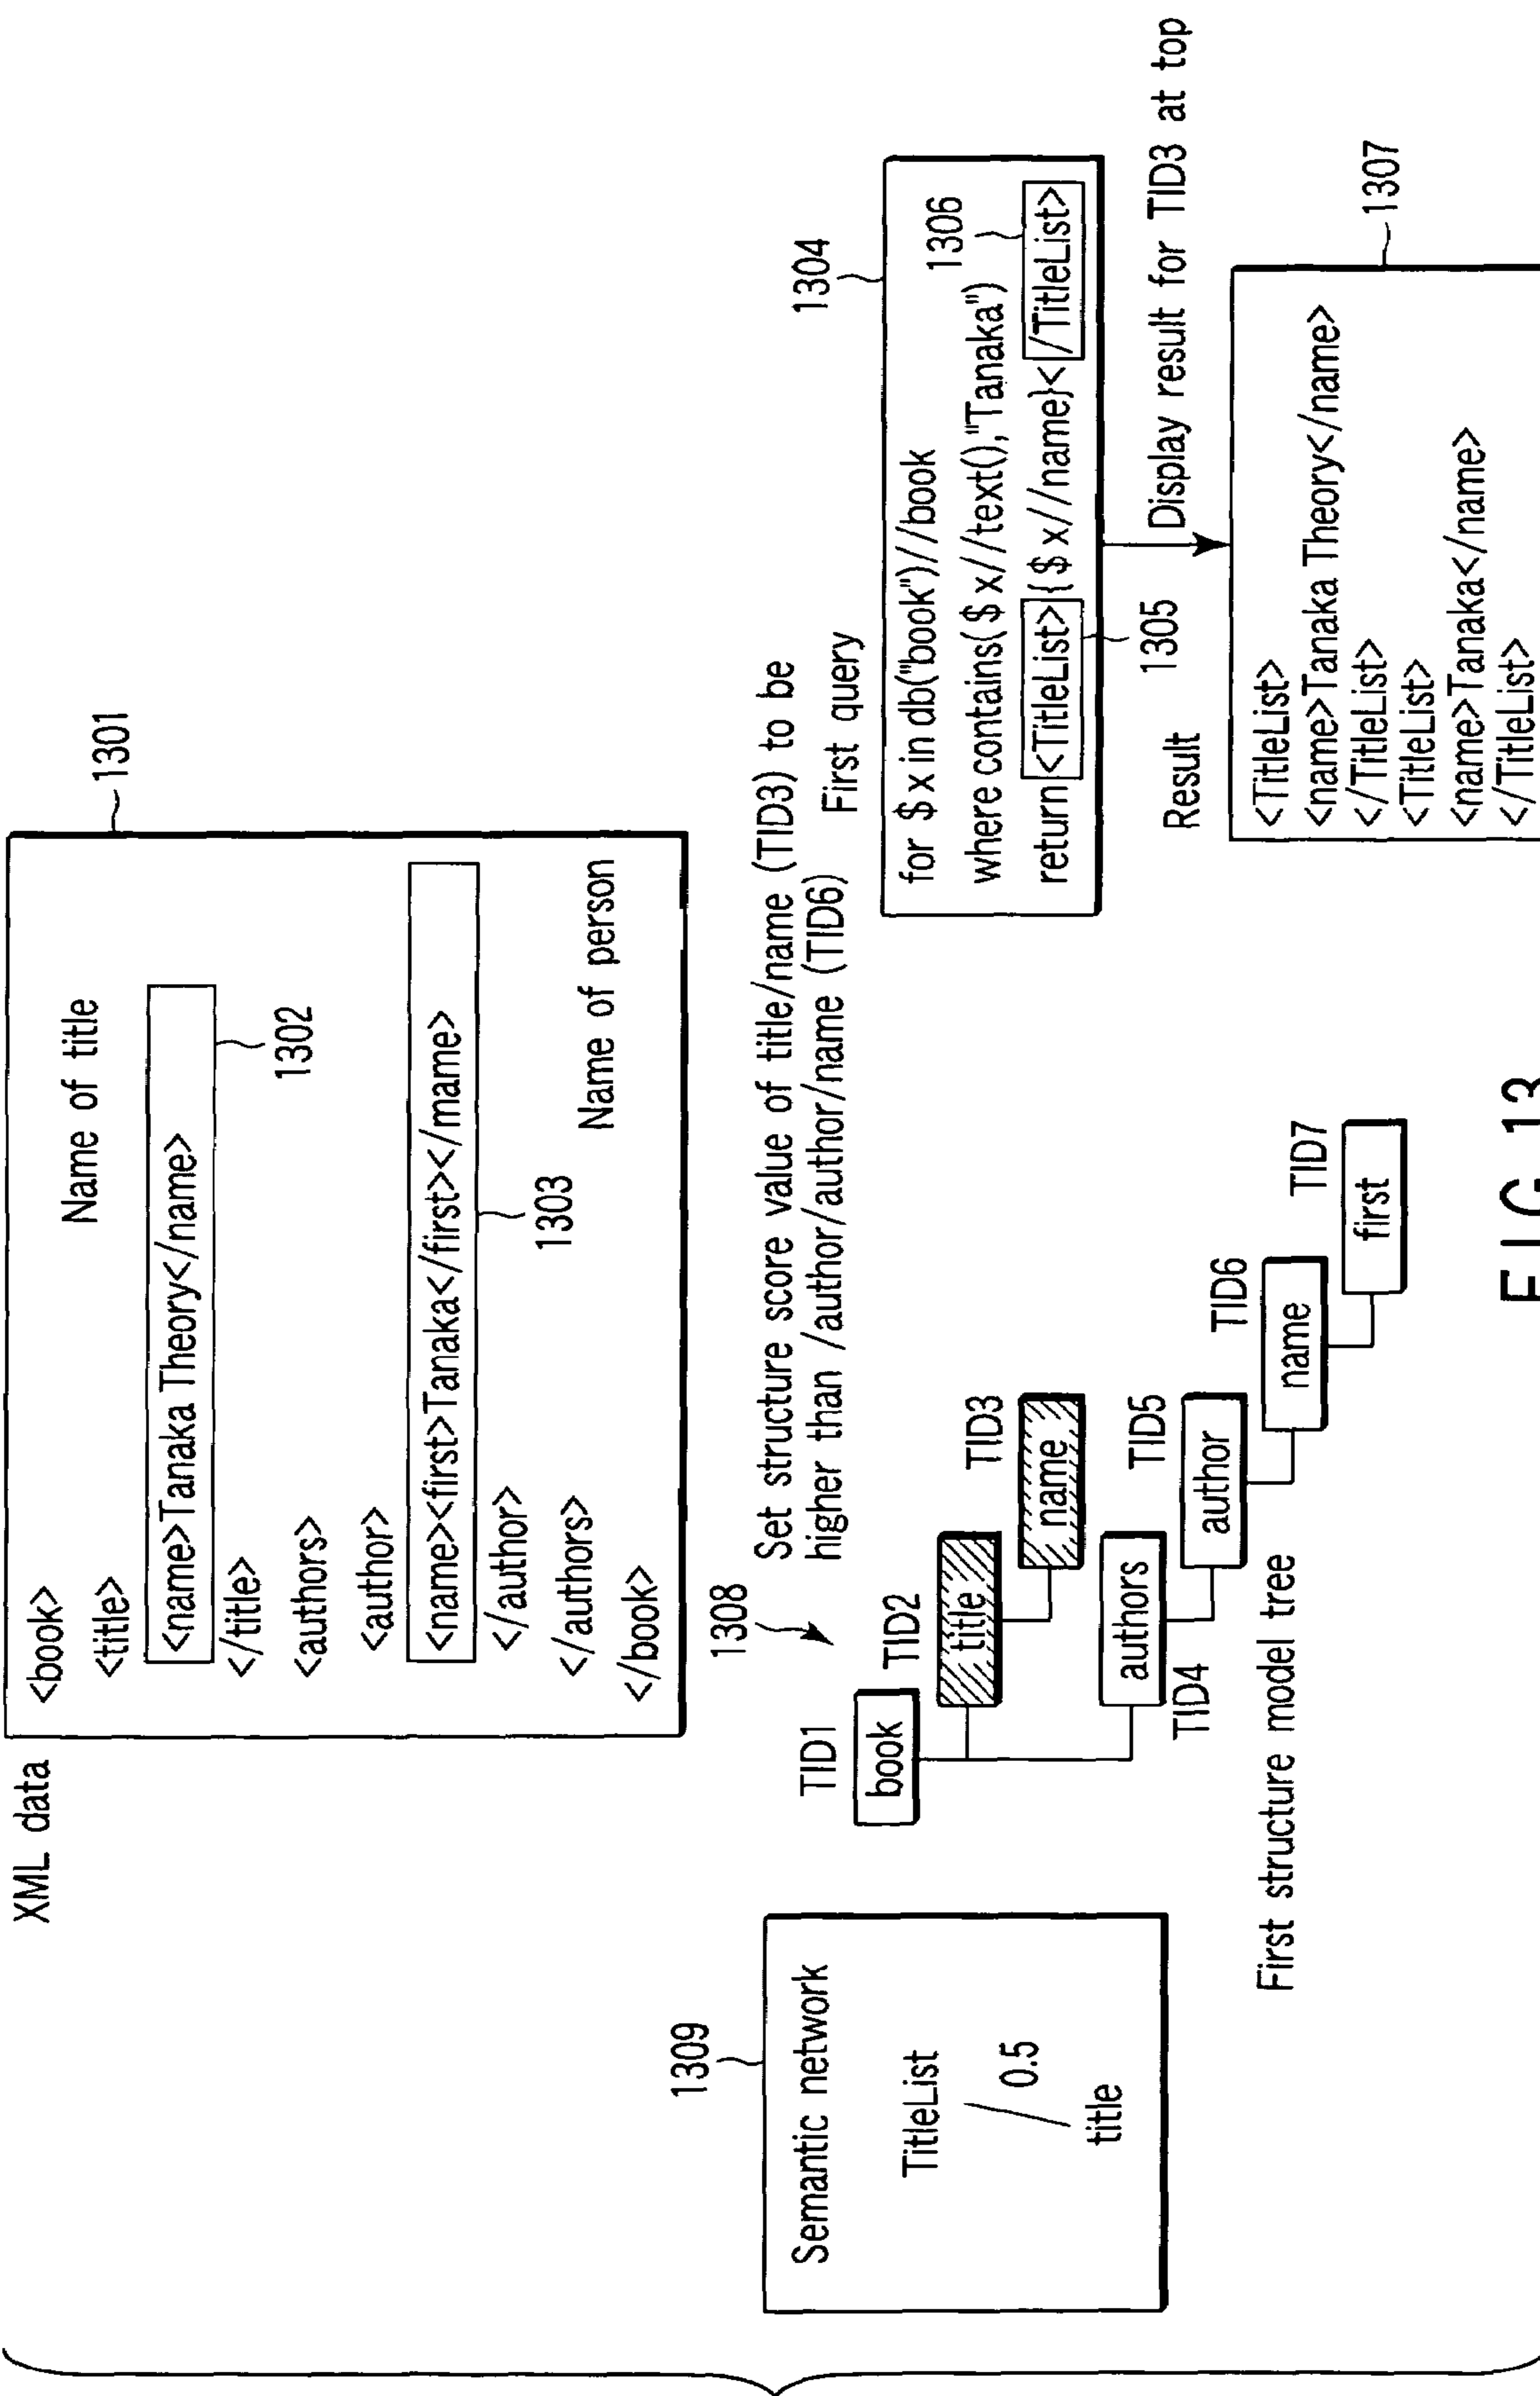 XML data
1301
<book>
<title>
Name of title
<name>Tanaka Theory</name>
1302
</title>
<authors>
<author>
<name><first>Tanaka</first></mame>
1303
</author>
</authors>
Name of person
</book>
1309
Semantic network
TitleList
0.5
title
1308
Set structure score value of title/name (TID3) to be
higher than /author/author/name (TID6)
TID1
book
TID2
title
TID3
name
authors
TID4
TID5
author
TID6
name
TID7
first
First structure model tree
First query
1304
for $ x in db("book")//book
1306
where contains($ x//text(),"Tanaka")
return <TitleList>{$ x//name}</TitleList>
1305
Display result for TID3 at top
Result
1307
<TitleList>
<name>Tanaka Theory</name>
</TitleList>
<TitleList>
<name>Tanaka</name>
</TitleList>
FIG. 13